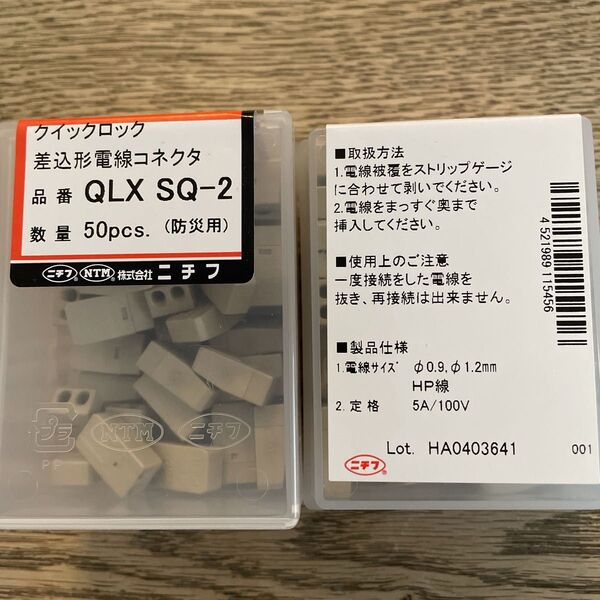 クイックロック
差込形電線コネクタ
品番 QLX SQ-2
数量 50pcs. (防災用)
ニチフ NTM 株式会社 ニチフ
プラ
PP
NTM ニチフ
■取扱方法
1.電線被覆をストリップゲージ
に合わせて剥いでください。
2.電線をまっすぐ奥まで
挿入してください。
■使用上のご注意
一度接続をした電線を
抜き、再接続は出来ません。
■製品仕様
1.電線サイズ φ0.9,φ1.2mm
HP線
2.定格 5A/100V
Lot. HA0403641 001
ニチフ
4 521989 115456